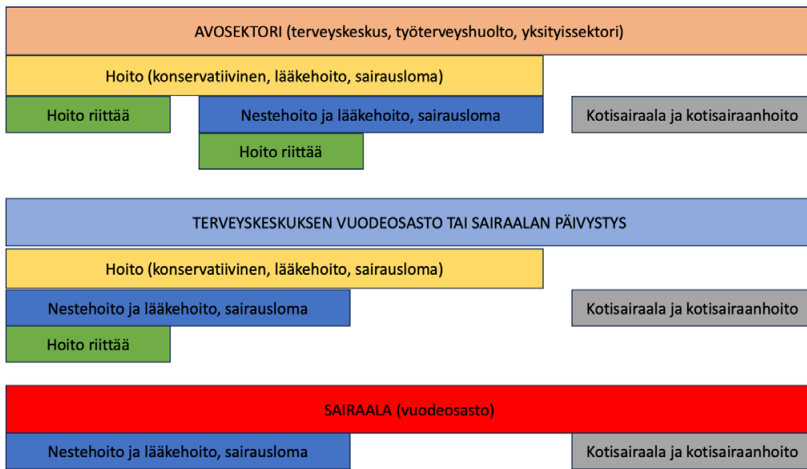 AVOSEKTORI (terveyskeskus, työterveyshuolto, yksityissektori)
Hoito (konservatiivinen, lääkehoito, sairausloma)
Hoito riittää
Nestehoito ja lääkehoito, sairausloma
Kotisairaala ja kotisairaanhoito
Hoito riittää
TERVEYSKESKUKSEN VUODEOSASTO TAI SAIRAALAN PÄIVYSTYS
Hoito (konservatiivinen, lääkehoito, sairausloma)
Nestehoito ja lääkehoito, sairausloma
Kotisairaala ja kotisairaanhoito
Hoito riittää
SAIRAALA (vuodeosasto)
Nestehoito ja lääkehoito, sairausloma
Kotisairaala ja kotisairaanhoito